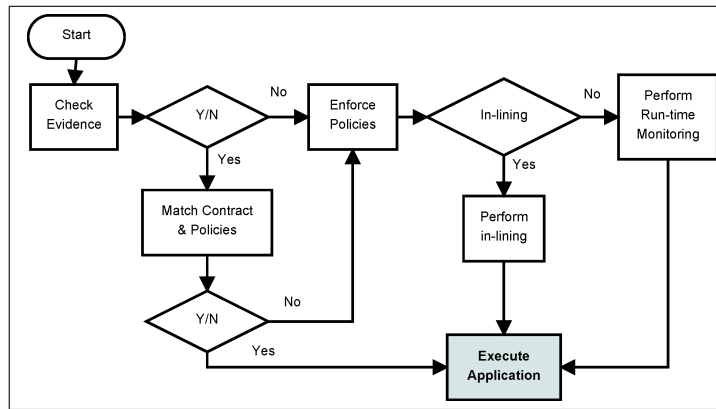 Start
Check
Evidence
Y/N
No
Yes
Enforce
Policies
In-lining
No
Yes
Perform
Run-time
Monitoring
Match Contract
& Policies
Perform
in-lining
Y/N
No
Yes
Execute
Application